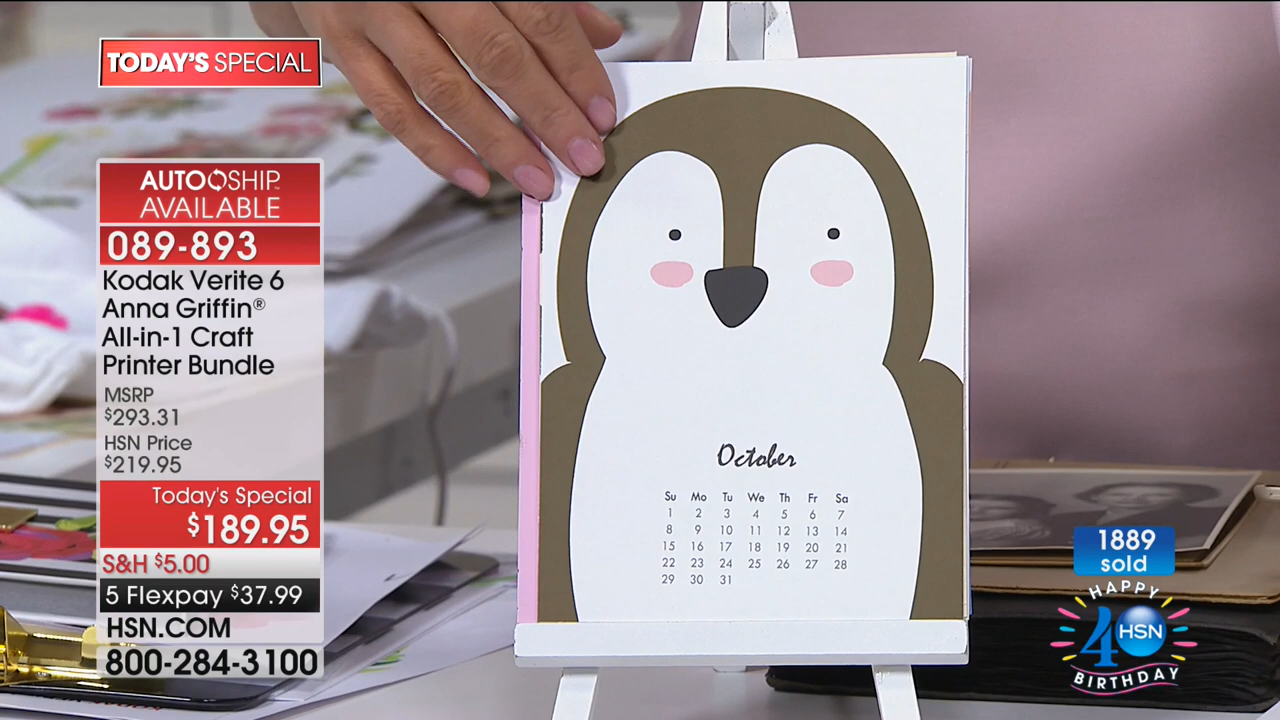 TODAY'S SPECIAL
AUTOSHIP™
AVAILABLE
089-893
Kodak Verite 6
Anna Griffin®
All-in-1 Craft
Printer Bundle
MSRP
$293.31
HSN Price
$219.95
Today's Special
$189.95
S&H $5.00
5 Flexpay $37.99
HSN.COM
800-284-3100
October
Su Mo Tu We Th Fr Sa
1 2 3 4 5 6 7
8 9 10 11 12 13 14
15 16 17 18 19 20 21
22 23 24 25 26 27 28
29 30 31
1889
sold
HAPPY
40 HSN
BIRTHDAY